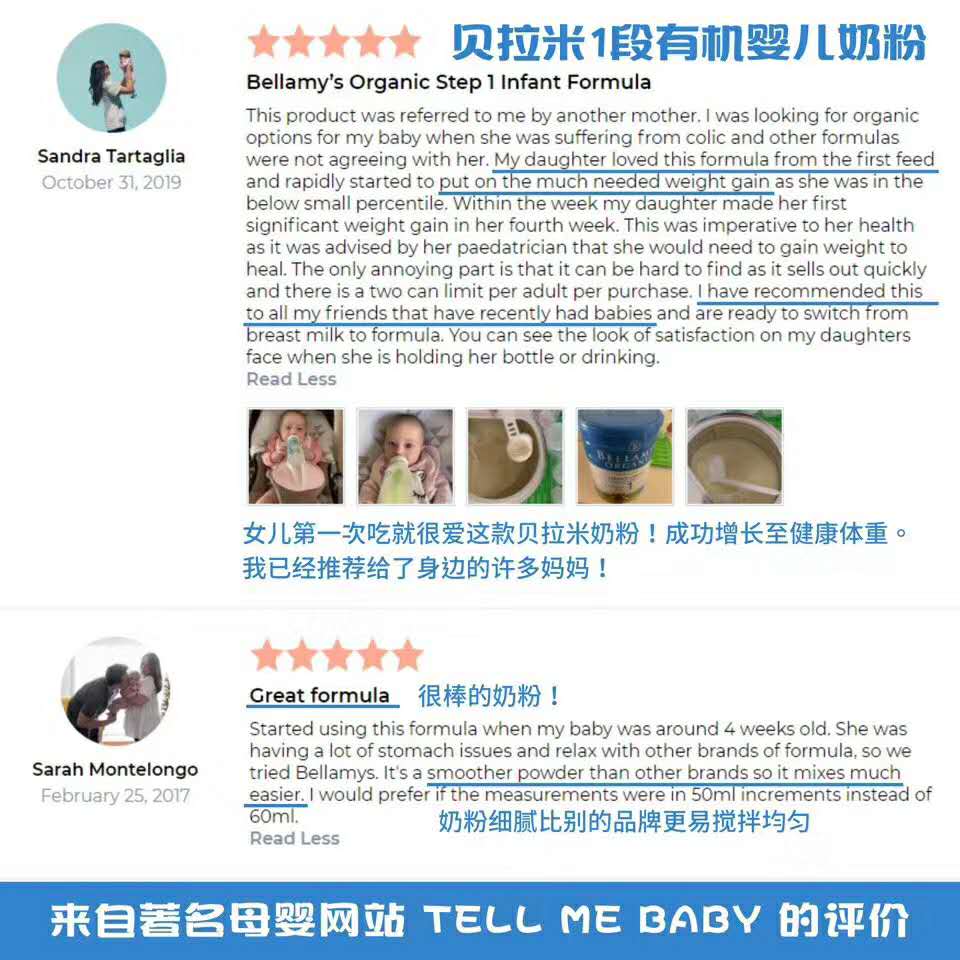 贝拉米1段有机婴儿奶粉
Bellamy's Organic Step 1 Infant Formula
This product was referred to me by another mother. I was looking for organic
options for my baby when she was suffering from colic and other formulas
were not agreeing with her. My daughter loved this formula from the first feed
and rapidly started to put on the much needed weight gain as she was in the
below small percentile. Within the week my daughter made her first
significant weight gain in her fourth week. This was imperative to her health
as it was advised by her paedatrician that she would need to gain weight to
heal. The only annoying part is that it can be hard to find as it sells out quickly
and there is a two can limit per adult per purchase. I have recommended this
to all my friends that have recently had babies and are ready to switch from
breast milk to formula. You can see the look of satisfaction on my daughters
face when she is holding her bottle or drinking.
Read Less
Sandra Tartaglia
October 31, 2019
BELLAMY
ORGANIC
女儿第一次吃就很爱这款贝拉米奶粉！成功增长至健康体重。
我已经推荐给了身边的许多妈妈！
Great formula 很棒的奶粉！
Started using this formula when my baby was around 4 weeks old. She was
having a lot of stomach issues and relax with other brands of formula, so we
tried Bellamys. It's a smoother powder than other brands so it mixes much
easier. I would prefer if the measurements were in 50ml increments instead of
60ml.
奶粉细腻比别的品牌更易搅拌均匀
Read Less
Sarah Montelongo
February 25, 2017
来自著名母婴网站 TELL ME BABY 的评价